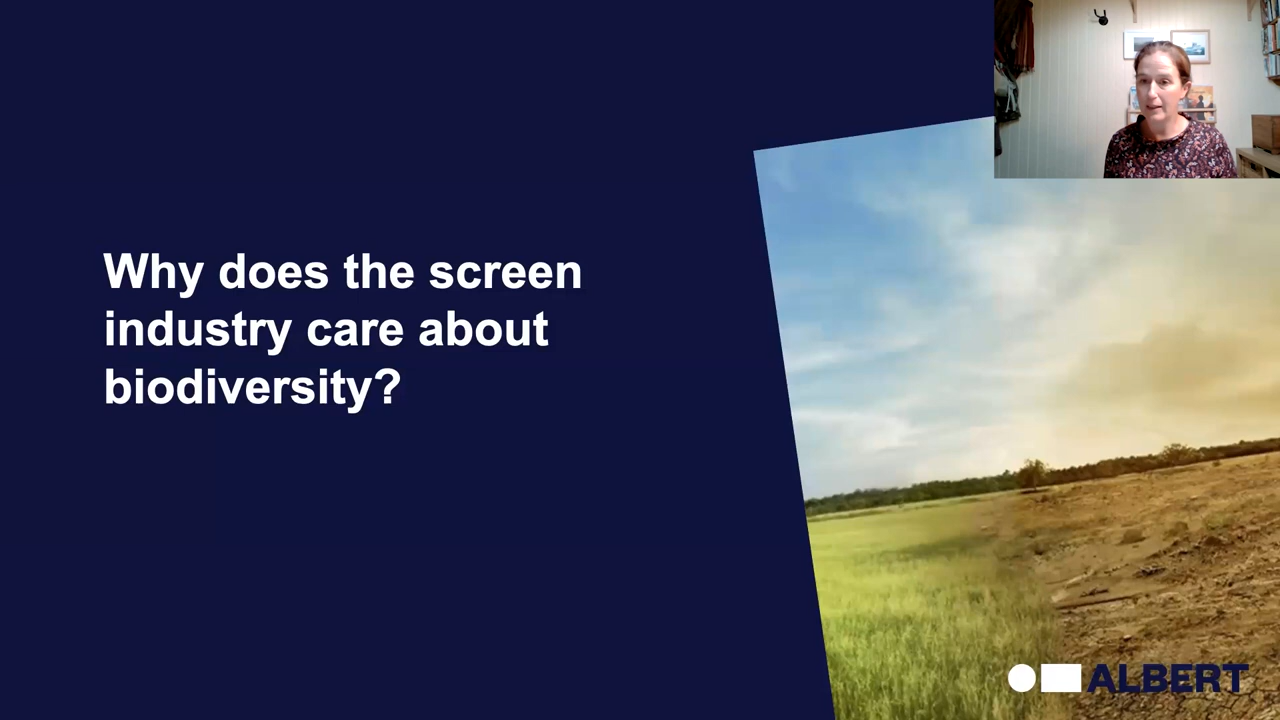 Why does the screen
industry care about
biodiversity?
ALBERT